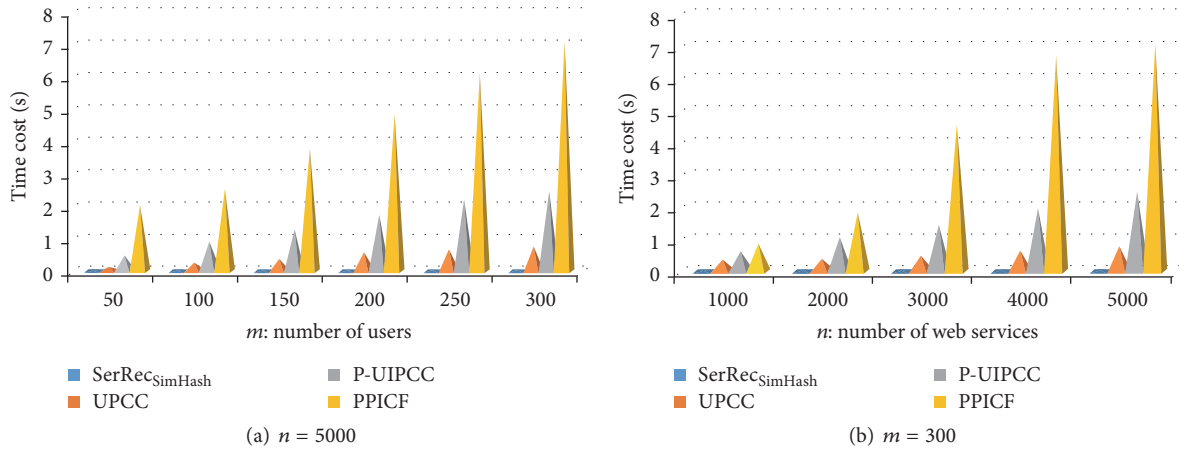 8
7
6
5
4
3
2
1
0
Time cost (s)
50 100 150 200 250 300
m: number of users
SerRecSimHash P-UIPCC
UPCC PPICF
(a) n = 5000
8
7
6
5
4
3
2
1
0
Time cost (s)
1000 2000 3000 4000 5000
n: number of web services
SerRecSimHash P-UIPCC
UPCC PPICF
(b) m = 300